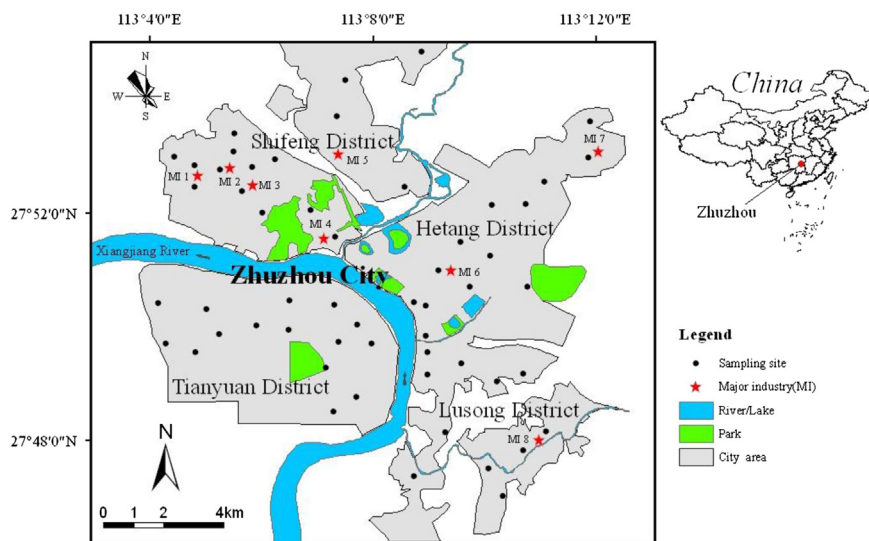 113°4'0"E
113°8'0"E
113°12'0"E
N
W
E
S
China
Shifeng District
MI 7
MI 5
MI 1
MI 2
MI 3
27°52'0"N
MI 4
Hetang District
Zhuzhou
Xiangjiang River
Zhuzhou City
MI 6
Legend
Sampling site
Major industry(MI)
River/Lake
Park
City area
Tianyuan District
Lusong District
27°48'0"N
MI 8
N
0 1 2 4km